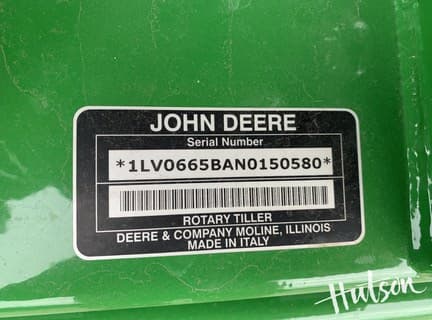 JOHN DEERE
Serial Number
*1LV0665BAN0150580*
ROTARY TILLER
DEERE & COMPANY MOLINE, ILLINOIS
MADE IN ITALY
Hutson